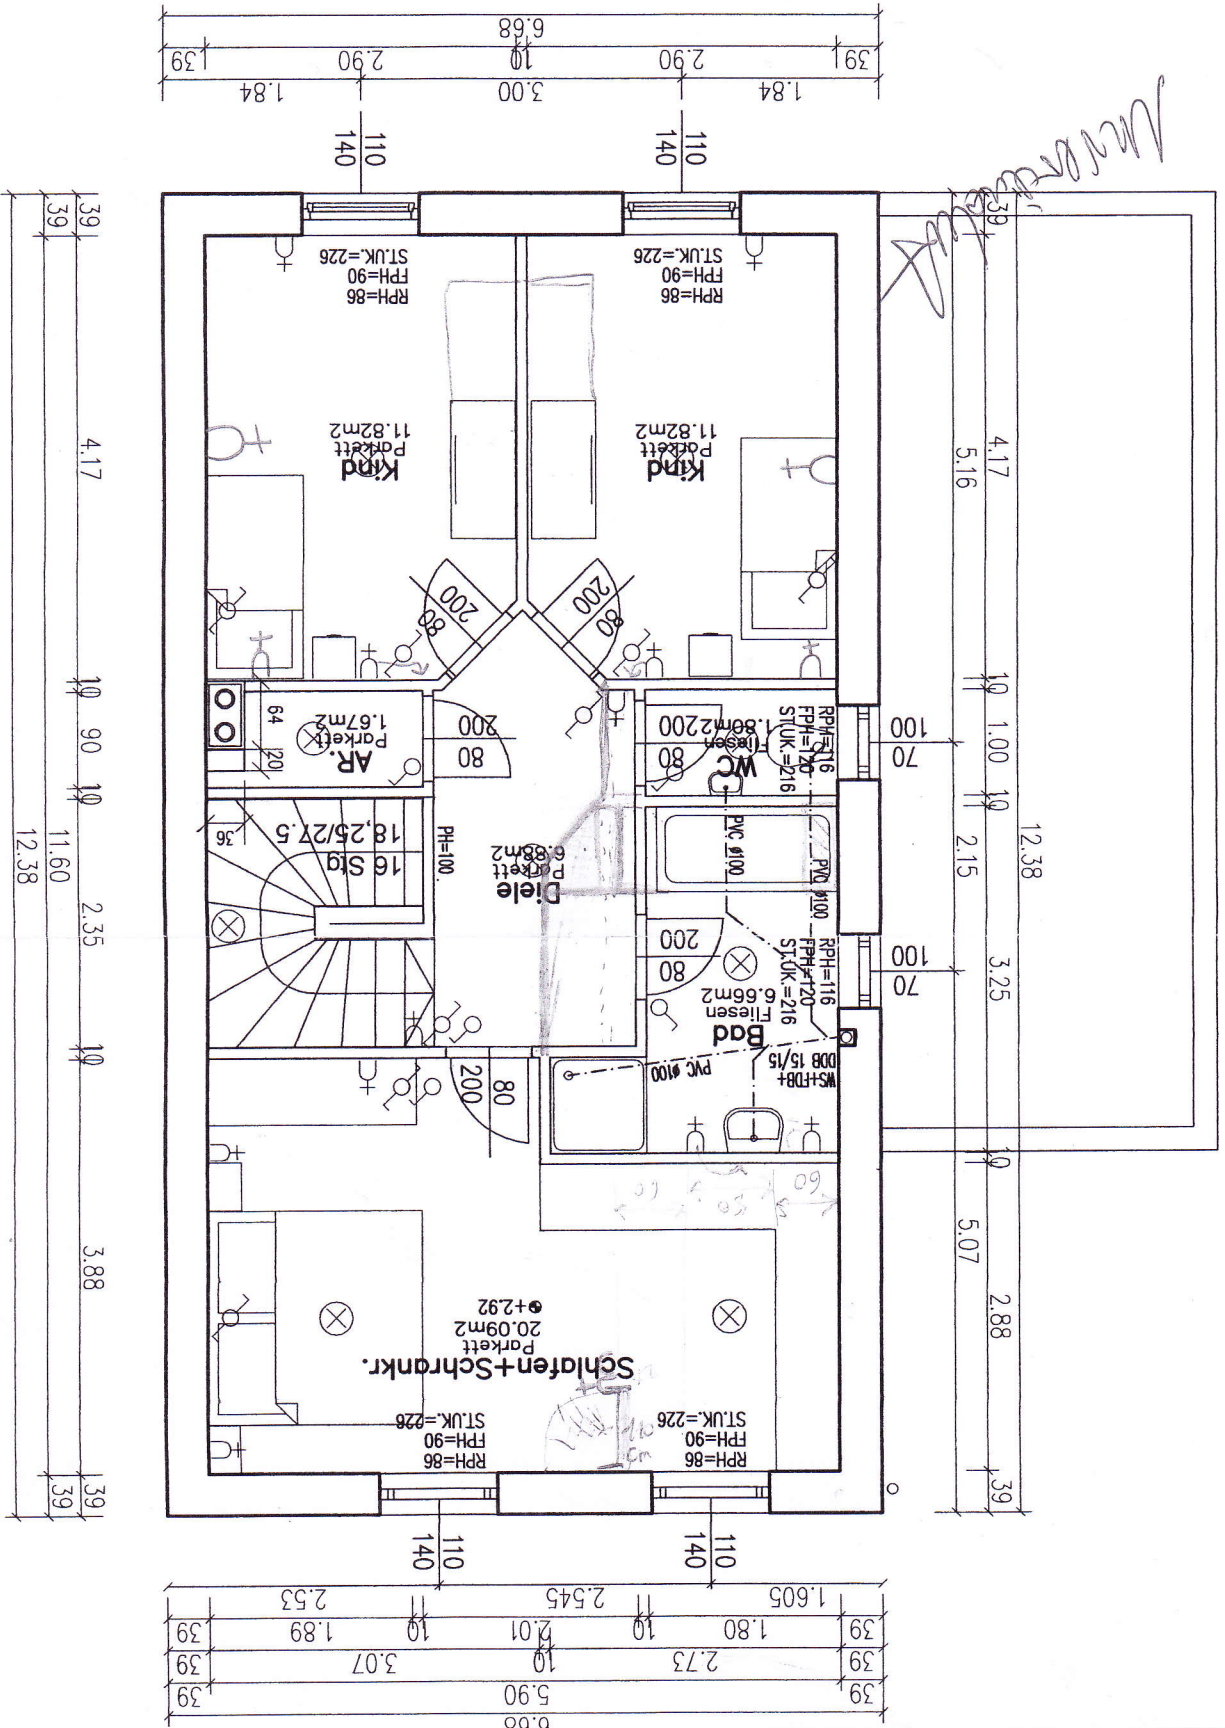 6.68
39 2.90 10 2.90 39
1.84 3.00 1.84
110
140
110
140
RPH=86
FPH=90
ST.UK.=226
RPH=86
FPH=90
ST.UK.=226
Kind
Parkett
11.82m2
Kind
Parkett
11.82m2
80
200
80
200
AR.
Parkett
1.67m2
64
20
80
200
WC
Fliesen
1.80m2
80
200
RPH=116
FPH=120
ST.UK.=216
100
70
16 Stg
18,25/27.5
36
PH=100
Diele
Parkett
6.88m2
PVC ø100
PVC ø100
80
200
Bad
Fliesen
6.66m2
RPH=116
FPH=120
ST.UK.=216
100
70
PVC ø100
WS+FDB+
DDB 15/15
80
200
60
60
Schlafen+Schrankr.
Parkett
20.09m2
+2.92
cm
RPH=86
FPH=90
ST.UK.=226
RPH=86
FPH=90
ST.UK.=226
110
140
110
140
2.53 2.545 1.605
39 1.89 10 2.01 10 1.80 39
39 3.07 10 2.73 39
39 5.90 39
6.68
39 4.17 10 90 10 2.35 10 3.88 39
39 11.60 39
12.38
5.16 2.15 5.07
39 4.17 10 1.00 10 3.25 10 2.88 39
12.38